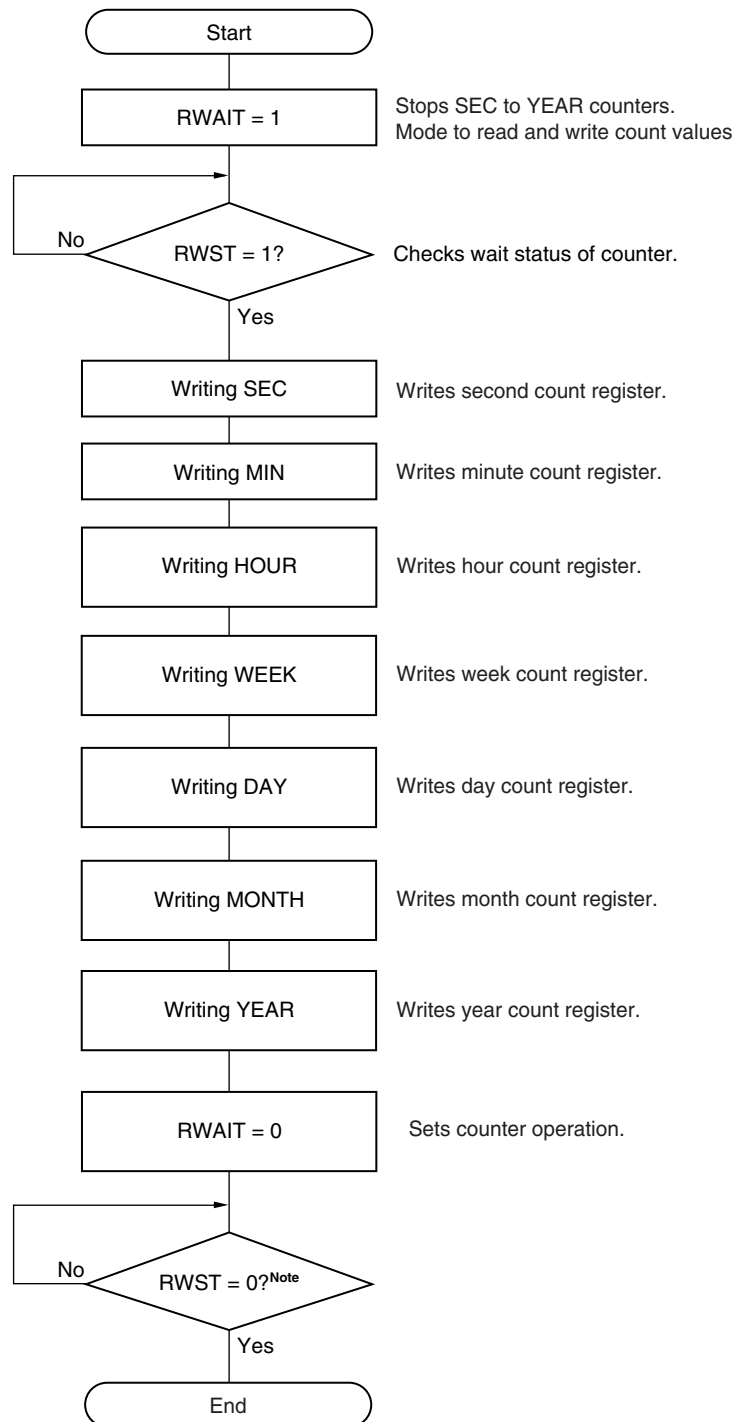 Start
RWAIT = 1
Stops SEC to YEAR counters.
Mode to read and write count values
No
RWST = 1?
Checks wait status of counter.
Yes
Writing SEC
Writes second count register.
Writing MIN
Writes minute count register.
Writing HOUR
Writes hour count register.
Writing WEEK
Writes week count register.
Writing DAY
Writes day count register.
Writing MONTH
Writes month count register.
Writing YEAR
Writes year count register.
RWAIT = 0
Sets counter operation.
No
RWST = 0?Note
Yes
End